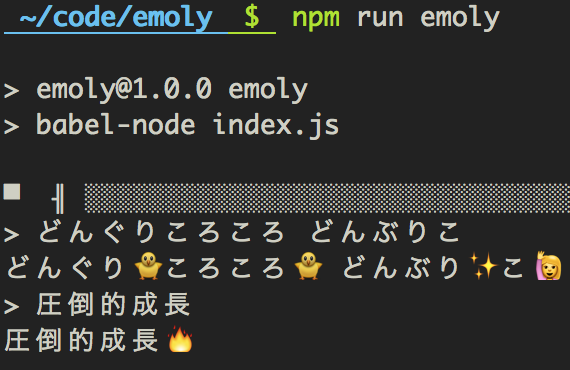 ~/code/emoly $ npm run emoly
> emoly@1.0.0 emoly
> babel-node index.js
> どんぐりころころ どんぶりこ
どんぐり🐥ころころ🐥 どんぶり✨こ🙋
> 圧倒的成長
圧倒的成長🔥